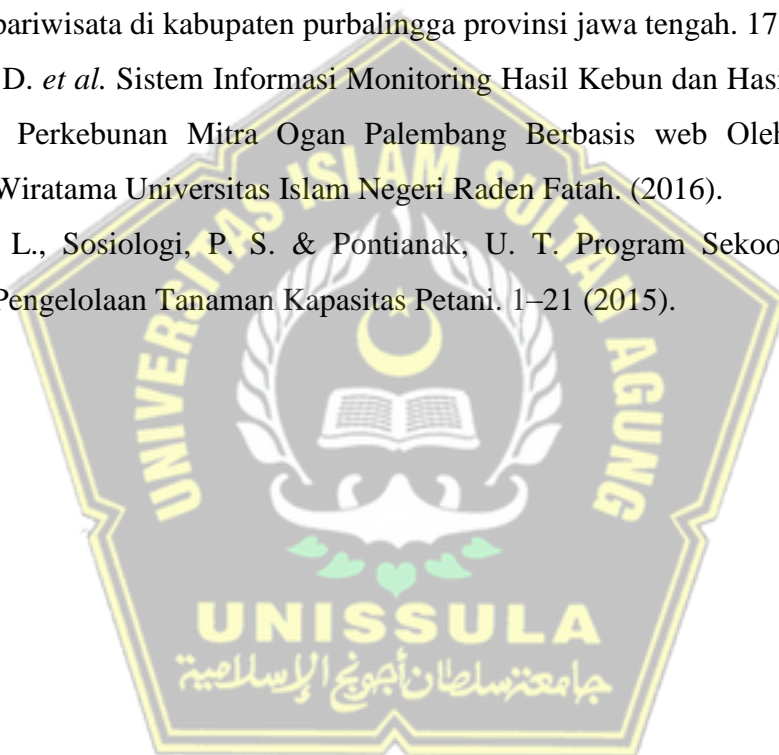 pariwisata di kabupaten purbalingga provinsi jawa tengah. 17
D. et al. Sistem Informasi Monitoring Hasil Kebun dan Has
Perkebunan Mitra Ogan Palembang Berbasis web Oleh
Wiratama Universitas Islam Negeri Raden Fatah. (2016).
L., Sosiologi, P. S. & Pontianak, U. T. Program Sekoo
Pengelolaan Tanaman Kapasitas Petani. 1–21 (2015).
UNIVERSITAS ISLAM SULTAN AGUNG
UNISSULA
جامعتنسلطان أجونج الإسلامية